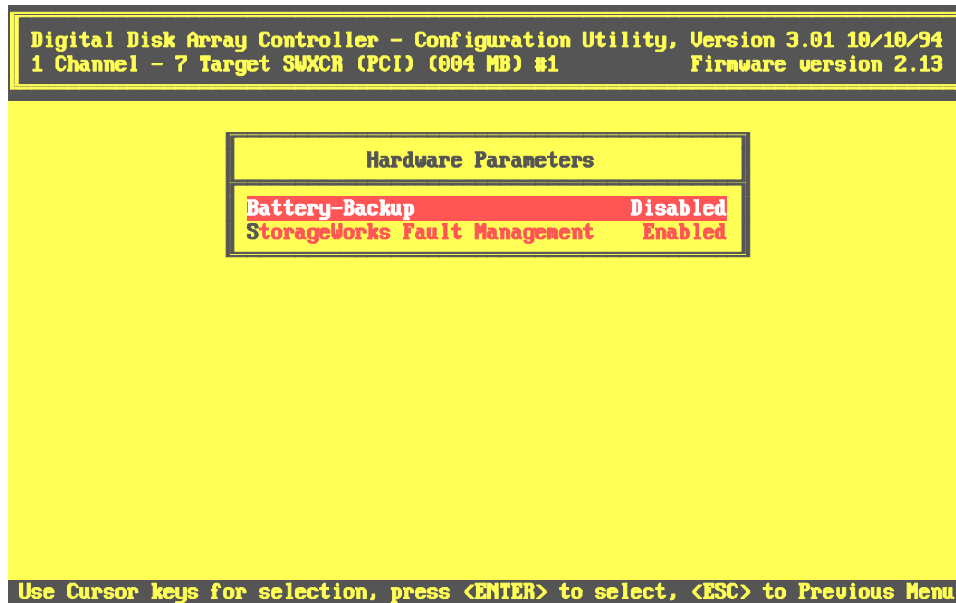 Digital Disk Array Controller - Configuration Utility, Version 3.01 10/10/94
1 Channel - 7 Target SWXCR (PCI) (004 MB) #1 Firmware version 2.13
Hardware Parameters
Battery-Backup Disabled
StorageWorks Fault Management Enabled
Use Cursor keys for selection, press <ENTER> to select, <ESC> to Previous Menu